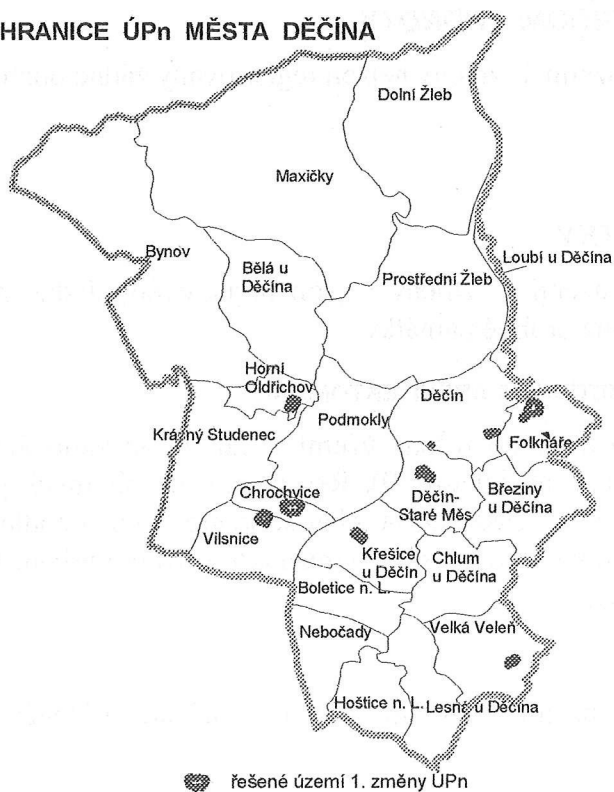 HRANICE ÚPn MĚSTA DĚČÍNA
Dolní Žleb
Maxičky
Bynov
Bělá u
Děčína
Prostřední Žleb
Loubí u Děčína
Horní
Oldřichov
Podmokly
Děčín
Folknáře
Krásný Studenec
Chrochvice
Děčín-
Staré Měs
Březiny
u Děčína
Vilsnice
Křešice
u Děčín
Chlum
u Děčína
Boletice n. L.
Nebočady
Velká Veleň
Hoštice n. L.
Lesná u Děčína
řešené území 1. změny ÚPn